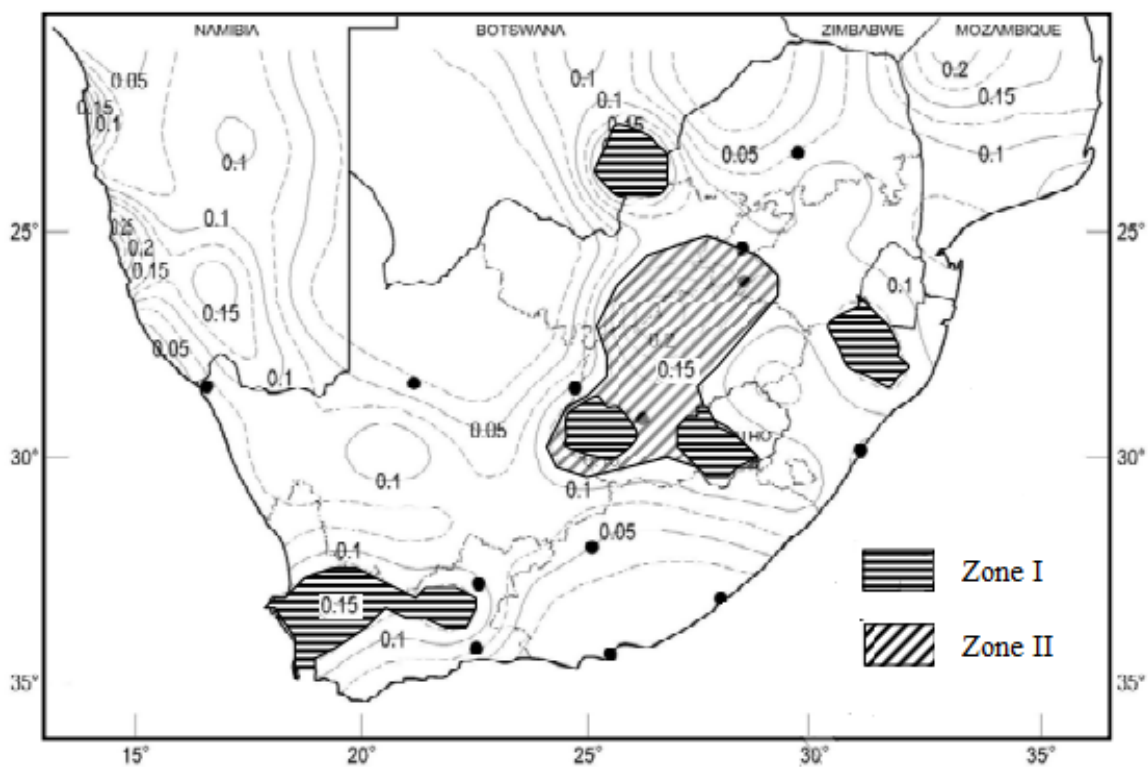 NAMIBIA BOTSWANA ZIMBABWE MOZAMBIQUE
0.05 0.1 0.2
0.15 0.1 0.15
0.1 0.15
0.1 0.05 0.1
0.1
25° 0.25 25°
0.2
0.15 0.1
0.15 0.2
0.05 0.15
0.1
0.05 THO
30° 0.1 0.1 30°
0.05
0.1
0.15 Zone I
0.1 Zone II
35° 35°
15° 20° 25° 30° 35°